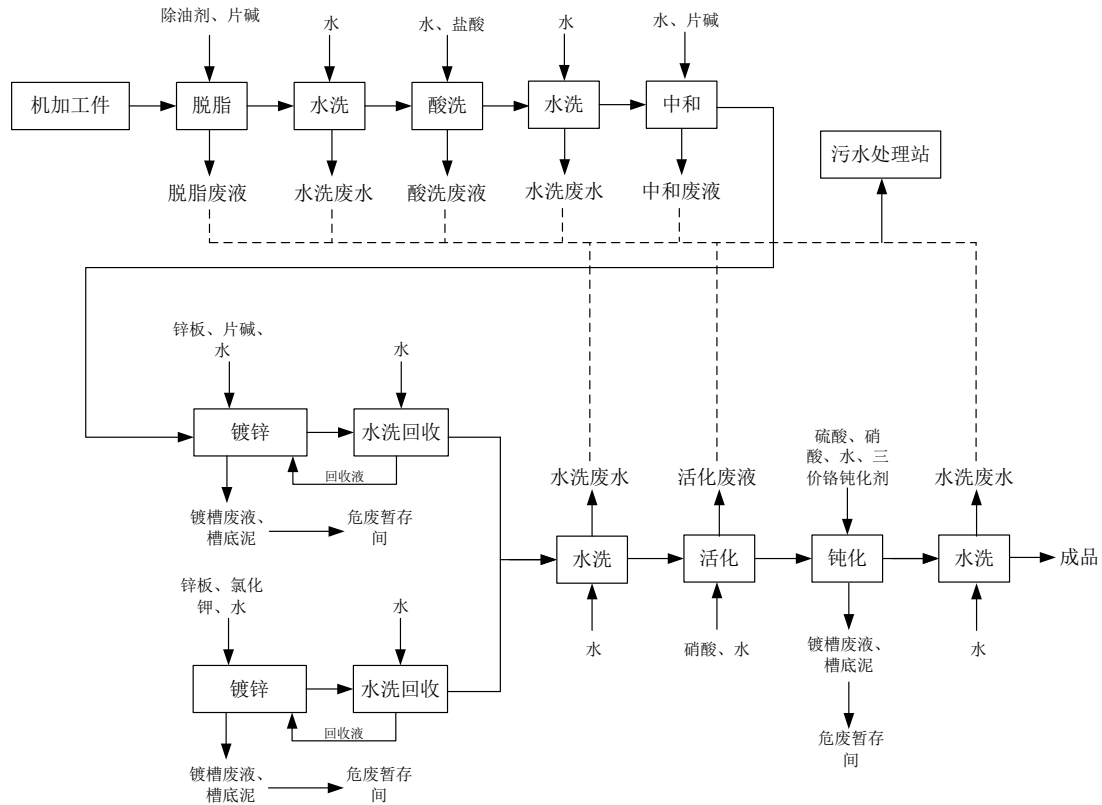 除油剂、片碱
水
水、盐酸
水
水、片碱
机加工件
脱脂
水洗
酸洗
水洗
中和
污水处理站
脱脂废液
水洗废水
酸洗废液
水洗废水
中和废液
锌板、片碱、
水
水
镀锌
水洗回收
回收液
镀槽废液、
槽底泥
危废暂存
间
硫酸、硝
酸、水、三
价铬钝化剂
水洗废水
活化废液
水洗废水
水洗
活化
钝化
水洗
成品
锌板、氯化
钾、水
水
水
硝酸、水
镀槽废液、
槽底泥
水
镀锌
水洗回收
回收液
危废暂存
间
镀槽废液、
槽底泥
危废暂存
间